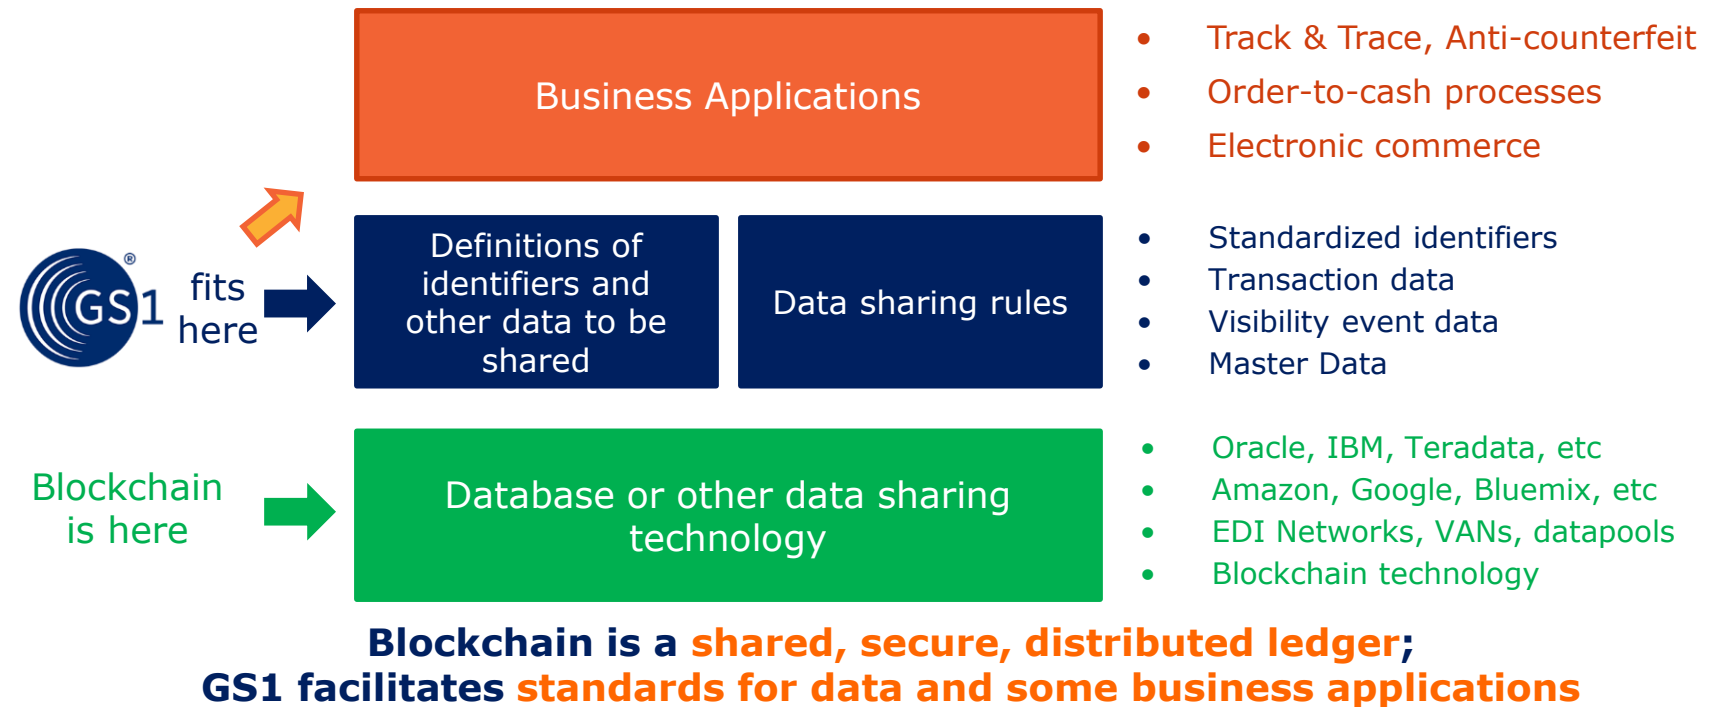 Business Applications
• Track & Trace, Anti-counterfeit
• Order-to-cash processes
• Electronic commerce
GS1®
fits
here
Definitions of
identifiers and
other data to be
shared
Data sharing rules
• Standardized identifiers
• Transaction data
• Visibility event data
• Master Data
Blockchain
is here
Database or other data sharing
technology
• Oracle, IBM, Teradata, etc
• Amazon, Google, Bluemix, etc
• EDI Networks, VANs, datapools
• Blockchain technology
Blockchain is a shared, secure, distributed ledger;
GS1 facilitates standards for data and some business applications